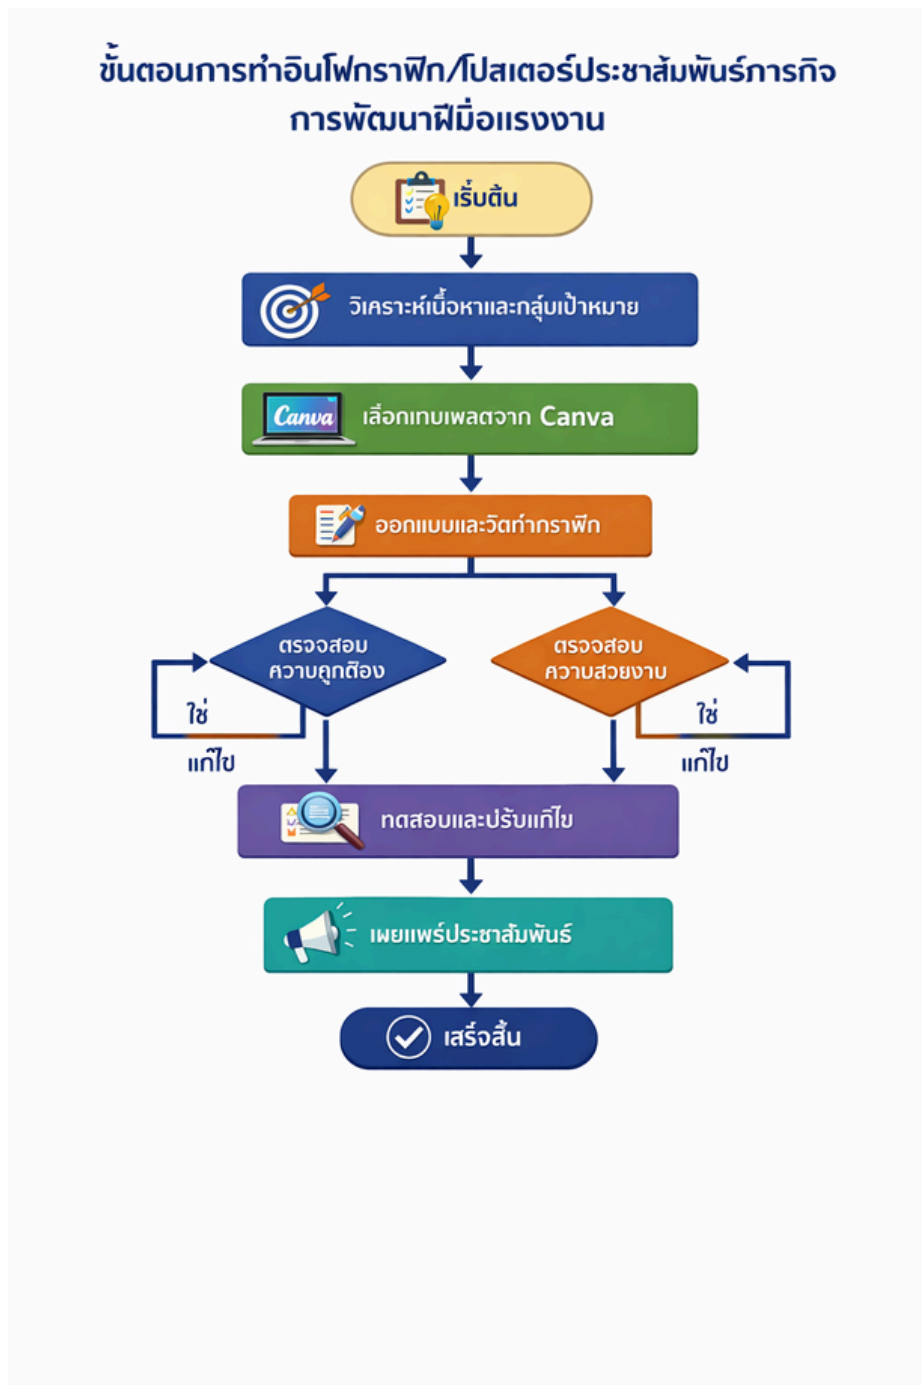 ขั้นตอนการทำอินโฟกราฟิก/โปสเตอร์ประชาส้มพันธ์ภารกิจ
การพัฒนาฝีมื่อแรงงาน
เริ่บต้น
วิเคราะห์เนื้อหาและกลุ่บเป้าหมาย
Canva
เลือกเทบเพลตจาก Canva
ออกแบบและวัดทำกราฟีก
ตรวจสอบ
ความถูกต้อง
ตรวจสอบ
ความสวยงาบ
ใช่
ใช่
แก้ไข
แก้ไข
ทดสอบและปรับแก้ไข
เผยแพร่ประชาสัมพันธ์
เสร็จสิ้น